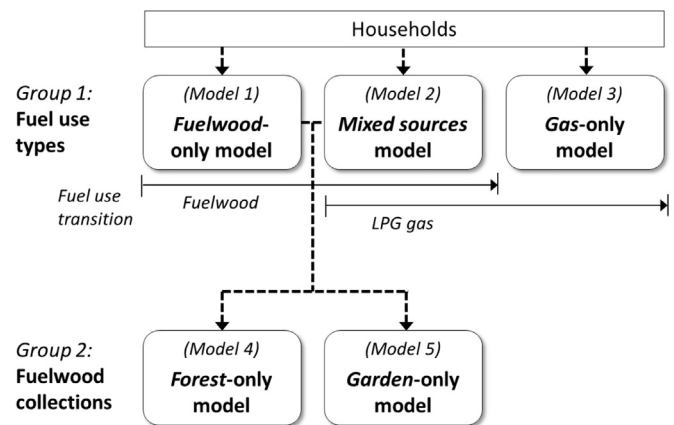 Households
Group 1:
Fuel use
types
(Model 1)
Fuelwood-
only model
(Model 2)
Mixed sources
model
(Model 3)
Gas-only
model
Fuel use
transition
Fuelwood
LPG gas
Group 2:
Fuelwood
collections
(Model 4)
Forest-only
model
(Model 5)
Garden-only
model